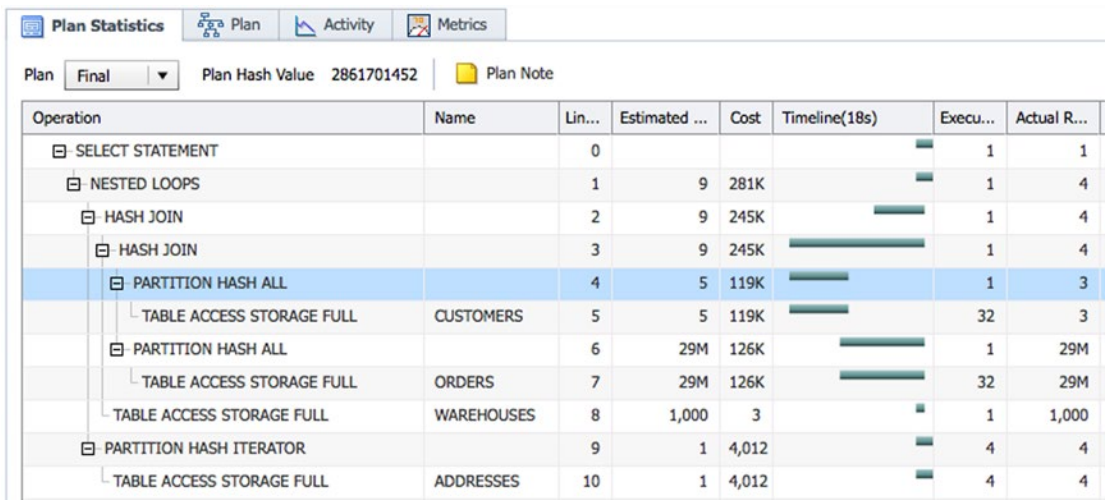 Plan Statistics Plan Activity Metrics
Plan Final Plan Hash Value 2861701452 Plan Note
Operation Name Lin... Estimated ... Cost Timeline(18s) Execu... Actual R...
SELECT STATEMENT 0 1 1
NESTED LOOPS 1 9 281K 1 4
HASH JOIN 2 9 245K 1 4
HASH JOIN 3 9 245K 1 4
PARTITION HASH ALL 4 5 119K 1 3
TABLE ACCESS STORAGE FULL CUSTOMERS 5 5 119K 32 3
PARTITION HASH ALL 6 29M 126K 1 29M
TABLE ACCESS STORAGE FULL ORDERS 7 29M 126K 32 29M
TABLE ACCESS STORAGE FULL WAREHOUSES 8 1,000 3 1 1,000
PARTITION HASH ITERATOR 9 1 4,012 4 4
TABLE ACCESS STORAGE FULL ADDRESSES 10 1 4,012 4 4